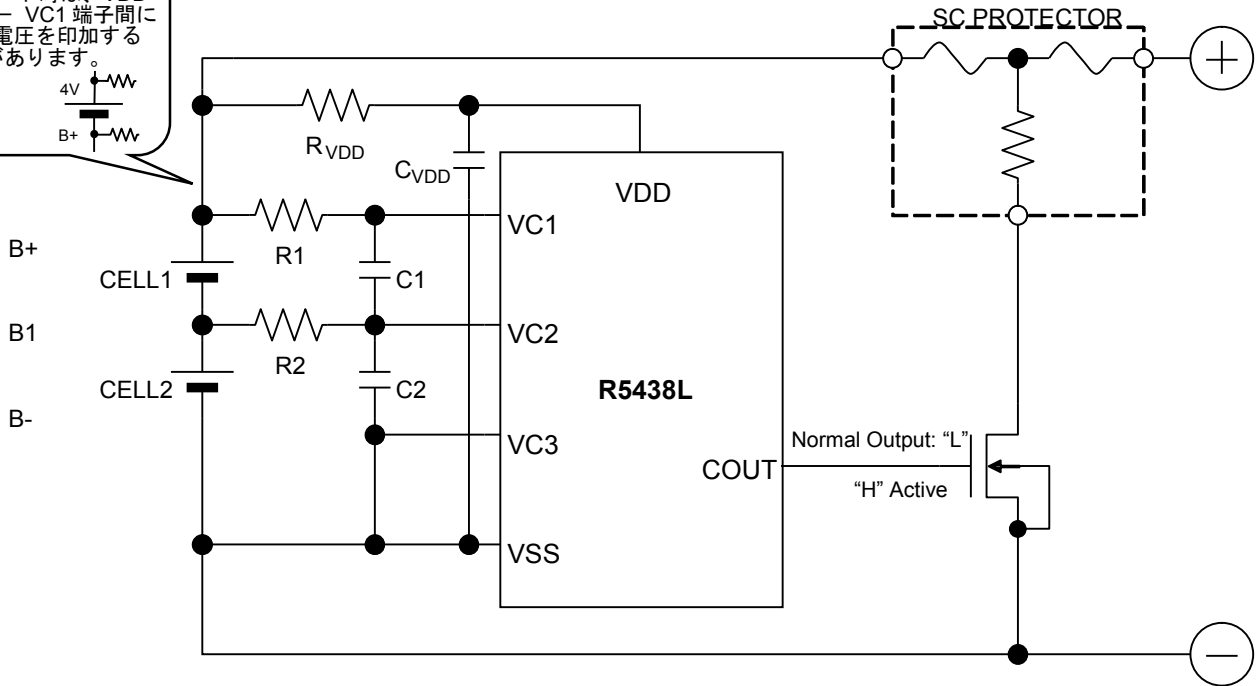 – VC1 端子間に
電圧を印加する
があります。
4V
B+
SC PROTECTOR
+
RVDD
CVDD
VDD
B+
R1
VC1
CELL1
C1
B1
R2
VC2
CELL2
C2
R5438L
B-
VC3
Normal Output: “L”
COUT
“H” Active
VSS
−